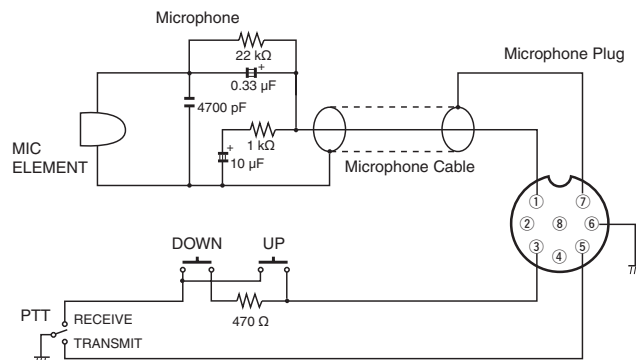 Microphone
22 kΩ
+
0.33 µF
4700 pF
+
1 kΩ
10 µF
MIC
ELEMENT
Microphone Cable
Microphone Plug
1
7
2
8
6
3
5
4
DOWN
UP
470 Ω
PTT
RECEIVE
TRANSMIT